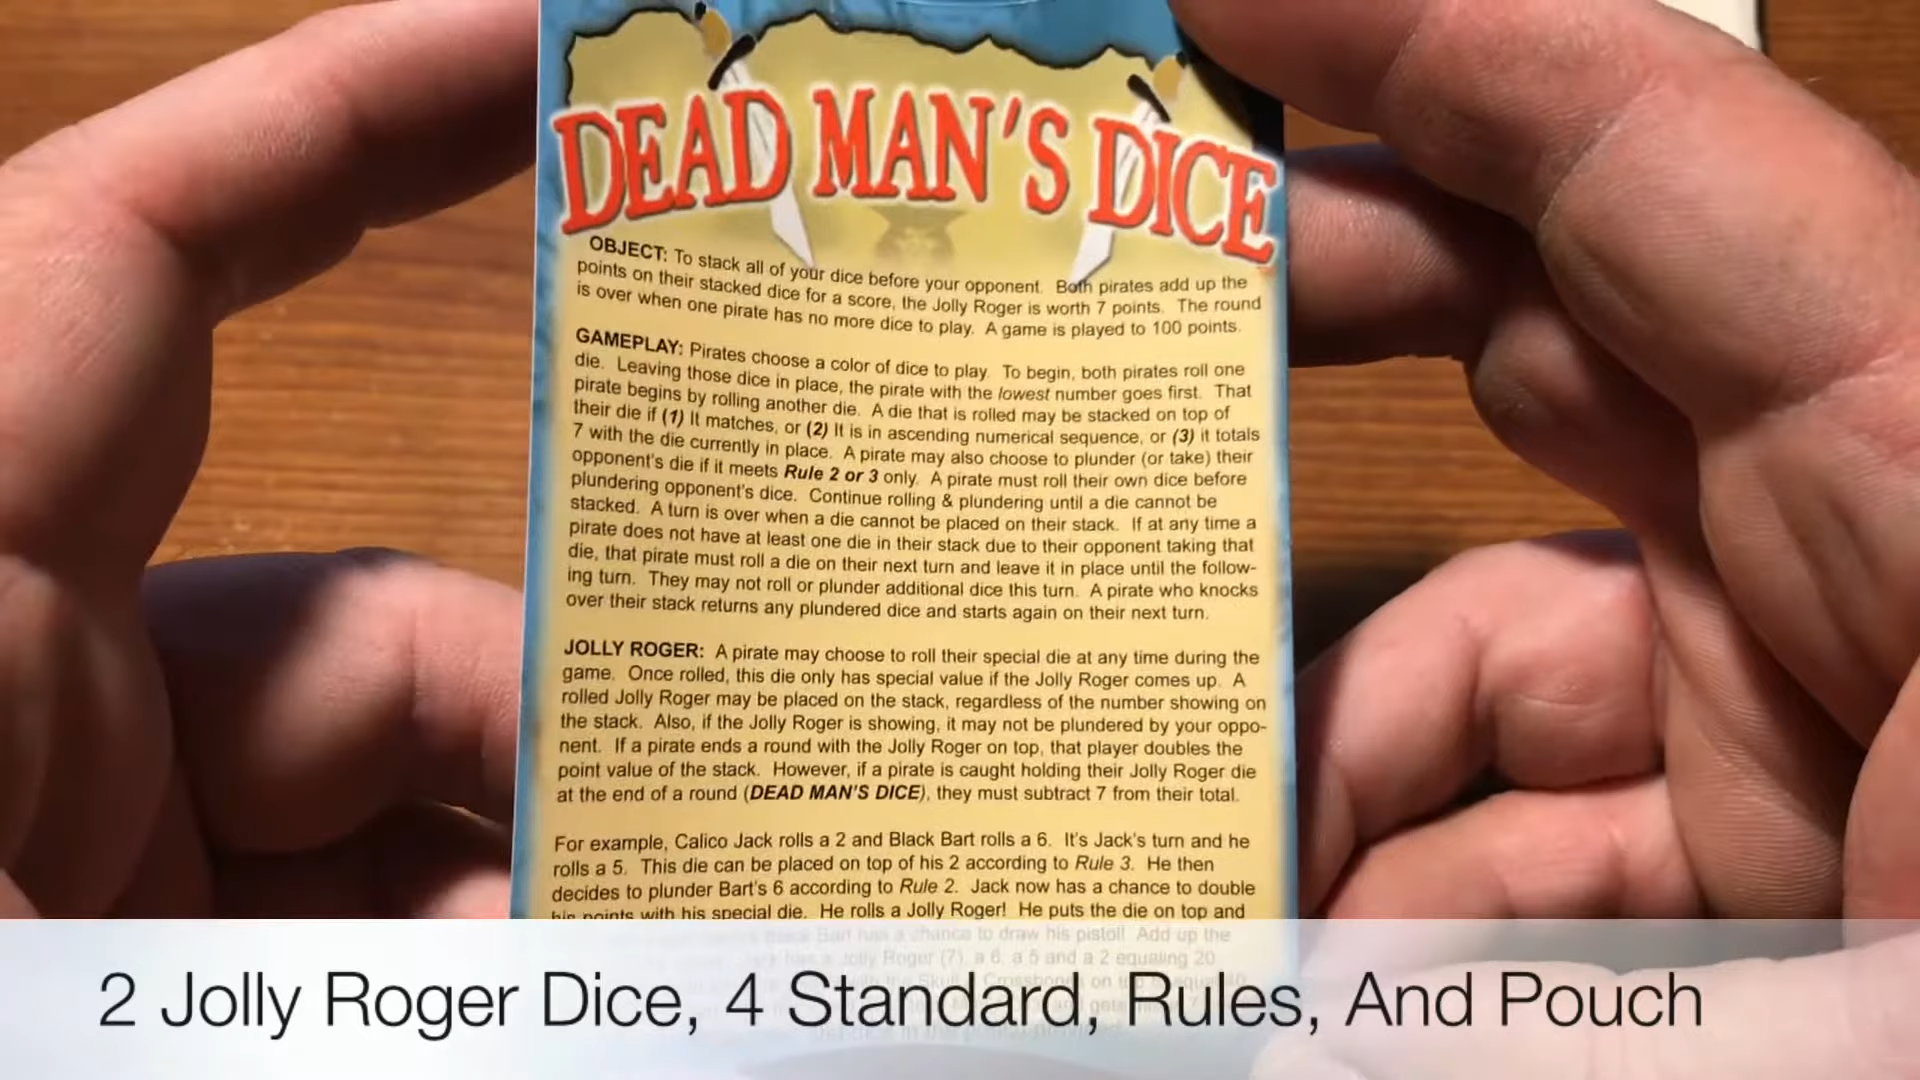 DEAD MAN'S DICE
OBJECT: To stack all of your dice before your opponent. Both pirates add up the
points on their stacked dice for a score, the Jolly Roger is worth 7 points. The round
is over when one pirate has no more dice to play. A game is played to 100 points.
GAMEPLAY: Pirates choose a color of dice to play. To begin, both pirates roll one
die. Leaving those dice in place, the pirate with the lowest number goes first. That
pirate begins by rolling another die. A die that is rolled may be stacked on top of
their die if (1) It matches, or (2) It is in ascending numerical sequence, or (3) it totals
7 with the die currently in place. A pirate may also choose to plunder (or take) their
opponent's die if it meets Rule 2 or 3 only. A pirate must roll their own dice before
plundering opponent's dice. Continue rolling & plundering until a die cannot be
stacked. A turn is over when a die cannot be placed on their stack. If at any time a
pirate does not have at least one die in their stack due to their opponent taking that
die, that pirate must roll a die on their next turn and leave it in place until the follow-
ing turn. They may not roll or plunder additional dice this turn. A pirate who knocks
over their stack returns any plundered dice and starts again on their next turn.
JOLLY ROGER: A pirate may choose to roll their special die at any time during the
game. Once rolled, this die only has special value if the Jolly Roger comes up. A
rolled Jolly Roger may be placed on the stack, regardless of the number showing on
the stack. Also, if the Jolly Roger is showing, it may not be plundered by your oppo-
nent. If a pirate ends a round with the Jolly Roger on top, that player doubles the
point value of the stack. However, if a pirate is caught holding their Jolly Roger die
at the end of a round (DEAD MAN'S DICE), they must subtract 7 from their total.
For example, Calico Jack rolls a 2 and Black Bart rolls a 6. It's Jack's turn and he
rolls a 5. This die can be placed on top of his 2 according to Rule 3. He then
decides to plunder Bart's 6 according to Rule 2. Jack now has a chance to double
his points with his special die. He rolls a Jolly Roger! He puts the die on top and
Black Bart has a chance to draw his pistol! Add up the
Jolly Roger (7), a 6, a 5 and a 2 equaling 20
2 Jolly Roger Dice, 4 Standard, Rules, And Pouch